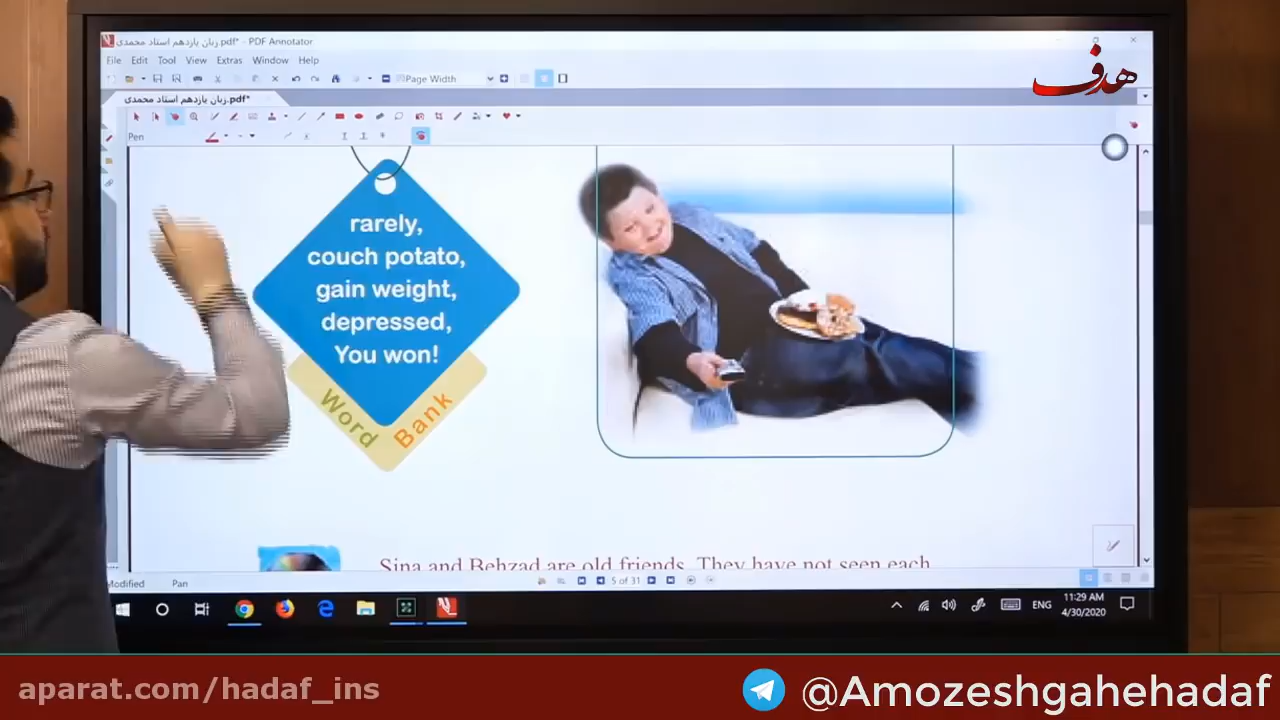 زبان یازدهم استاد محمدی.pdf* - PDF Annotator
File Edit Tool View Extras Window Help
هدف
Page Width
زبان یازدهم استاد محمدی.pdf*
Pen
rarely,
couch potato,
gain weight,
depressed,
You won!
Word Bank
Sina and Behzad are old friends. They have not seen each
Modified Pan 5 of 31
ENG 11:29 AM
4/30/2020
aparat.com/hadaf_ins
@Amozeshgahehadaf